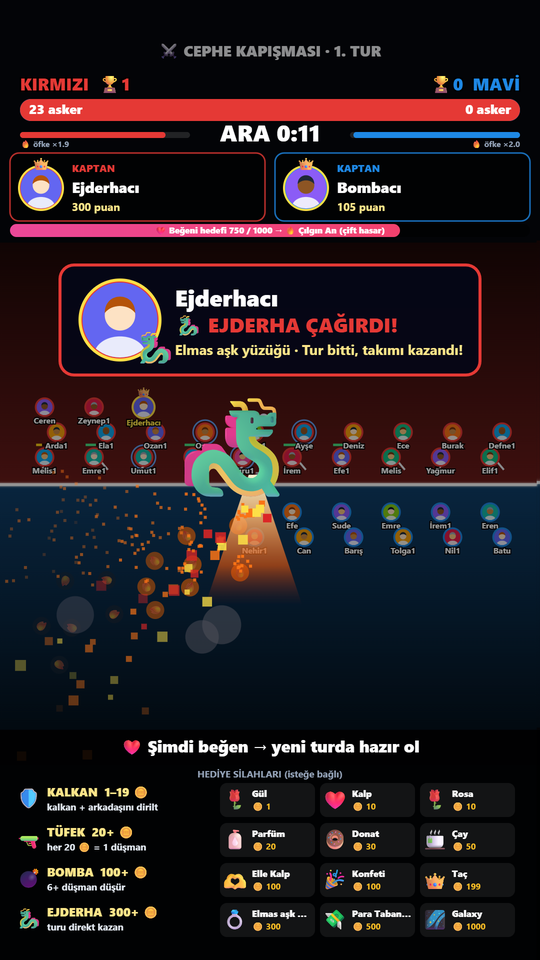 ⚔ CEPHE KAPIŞMASI · 1. TUR
KIRMIZI 🏆 1
🏆 0 MAVİ
23 asker
0 asker
ARA 0:11
🔥 öfke ×1.9
🔥 öfke ×2.0
KAPTAN
Ejderhacı
300 puan
KAPTAN
Bombacı
105 puan
💗 Beğeni hedefi 750 / 1000 → 🔥 Çılgın An (çift hasar)
Ejderhacı
🐉 EJDERHA ÇAĞIRDI!
Elmas aşk yüzüğü · Tur bitti, takımı kazandı!
Ceren Zeynep1 Ejderhacı
Arda1 Ela1 Ozan1 Ayşe Deniz Ece Burak Defne1
Melis1 Emre1 Umut1 İrem Efe1 Melis Yağmur Elif1
Efe Sude Emre İrem1 Eren
Nehir1 Can Barış Tolga1 Nil1 Batu
❤ Şimdi beğen → yeni turda hazır ol
HEDİYE SİLAHLARI (isteğe bağlı)
KALKAN 1–19
kalkan + arkadaşını dirilt
TÜFEK 20+
her 20 = 1 düşman
BOMBA 100+
6+ düşman düşür
EJDERHA 300+
turu direkt kazan
Gül
1
Kalp
10
Rosa
10
Parfüm
20
Donat
30
Çay
50
Elle Kalp
100
Konfeti
100
Taç
199
Elmas aşk ...
300
Para Taban...
500
Galaxy
1000